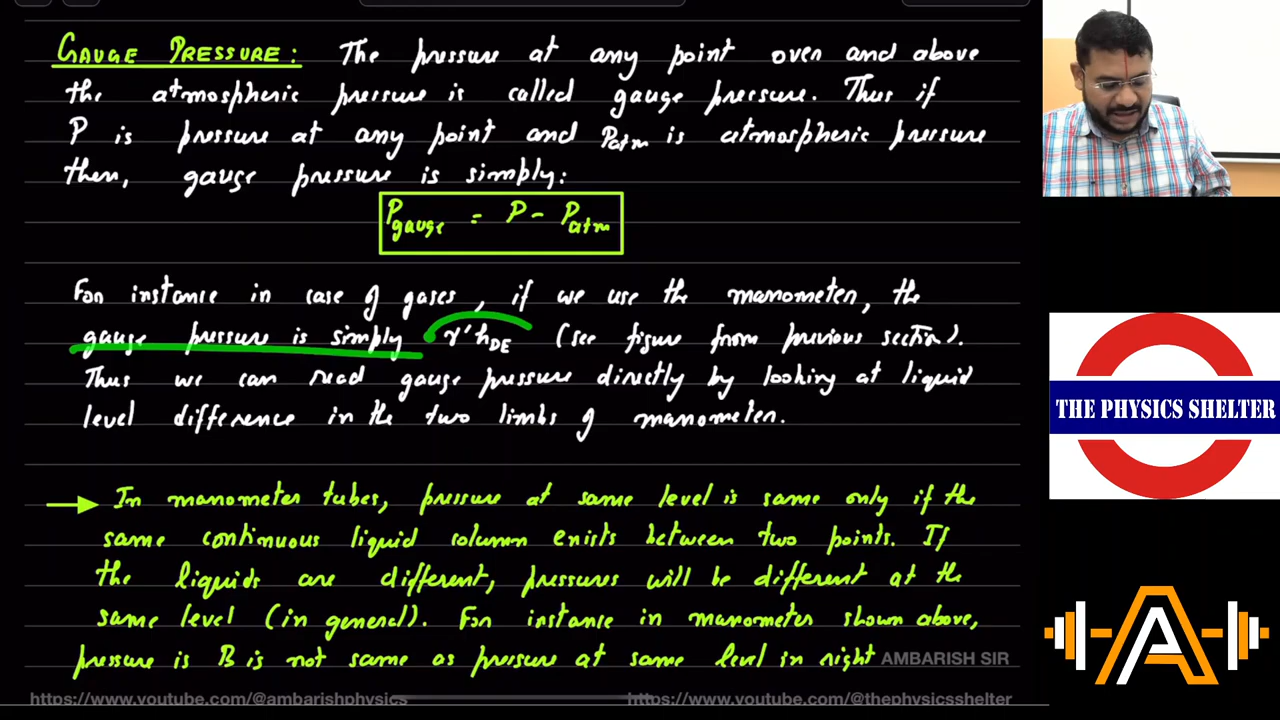 GAUGE PRESSURE: The pressure at any point over and above
the atmospheric pressure is called gauge pressure. Thus if
P is pressure at any point and Patm is atmospheric pressure
then, gauge pressure is simply:
Pgauge = P - Patm
For instance in case of gases, if we use the manometer, the
gauge pressure is simply γ'hDE (see figure from previous section).
Thus we can read gauge pressure directly by looking at liquid
level difference in the two limbs of manometer.
→ In manometer tubes, pressure at same level is same only if the
same continuous liquid column exists between two points. If
the liquids are different, pressures will be different at the
same level (in general). For instance in manometer shown above,
pressure is B is not same as pressure at same level in right
AMBARISH SIR
https://www.youtube.com/@ambarishphysics
https://www.youtube.com/@thephysicsshelter
THE PHYSICS SHELTER
A